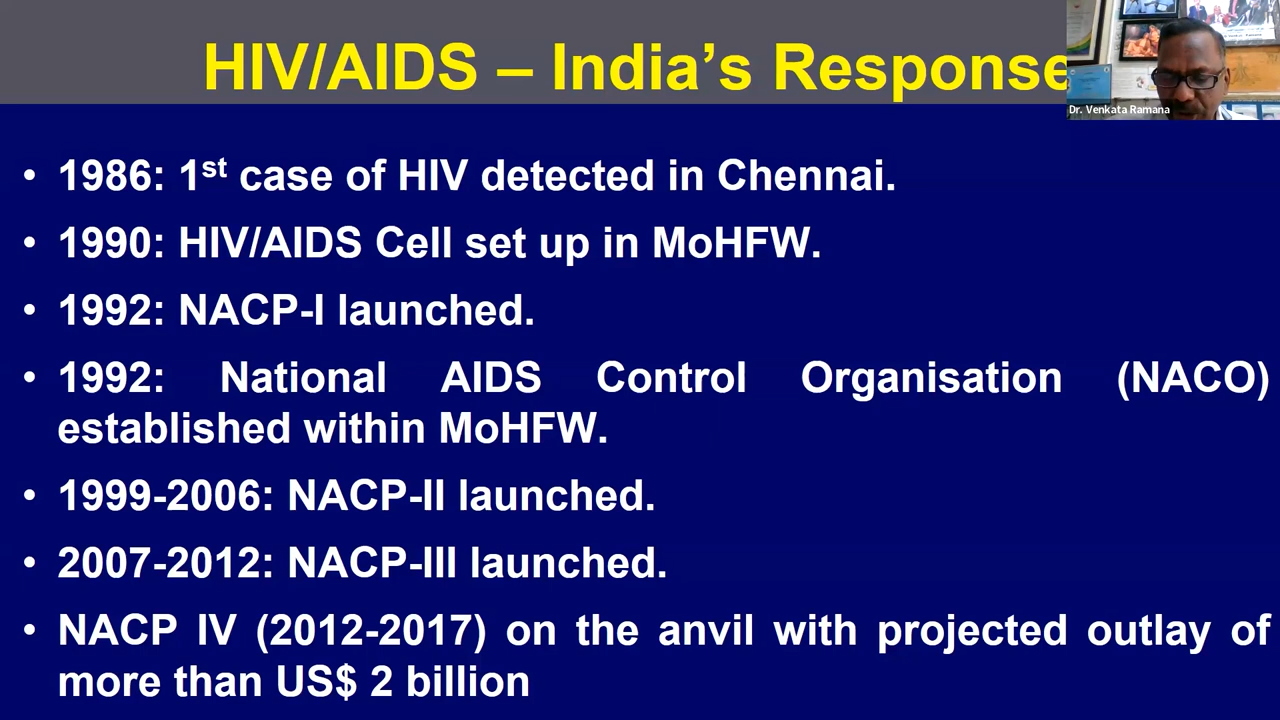 HIV/AIDS – India's Response
Dr. Venkata Ramana
• 1986: 1st case of HIV detected in Chennai.
• 1990: HIV/AIDS Cell set up in MoHFW.
• 1992: NACP-I launched.
• 1992: National AIDS Control Organisation (NACO)
established within MoHFW.
• 1999-2006: NACP-II launched.
• 2007-2012: NACP-III launched.
• NACP IV (2012-2017) on the anvil with projected outlay of
more than US$ 2 billion